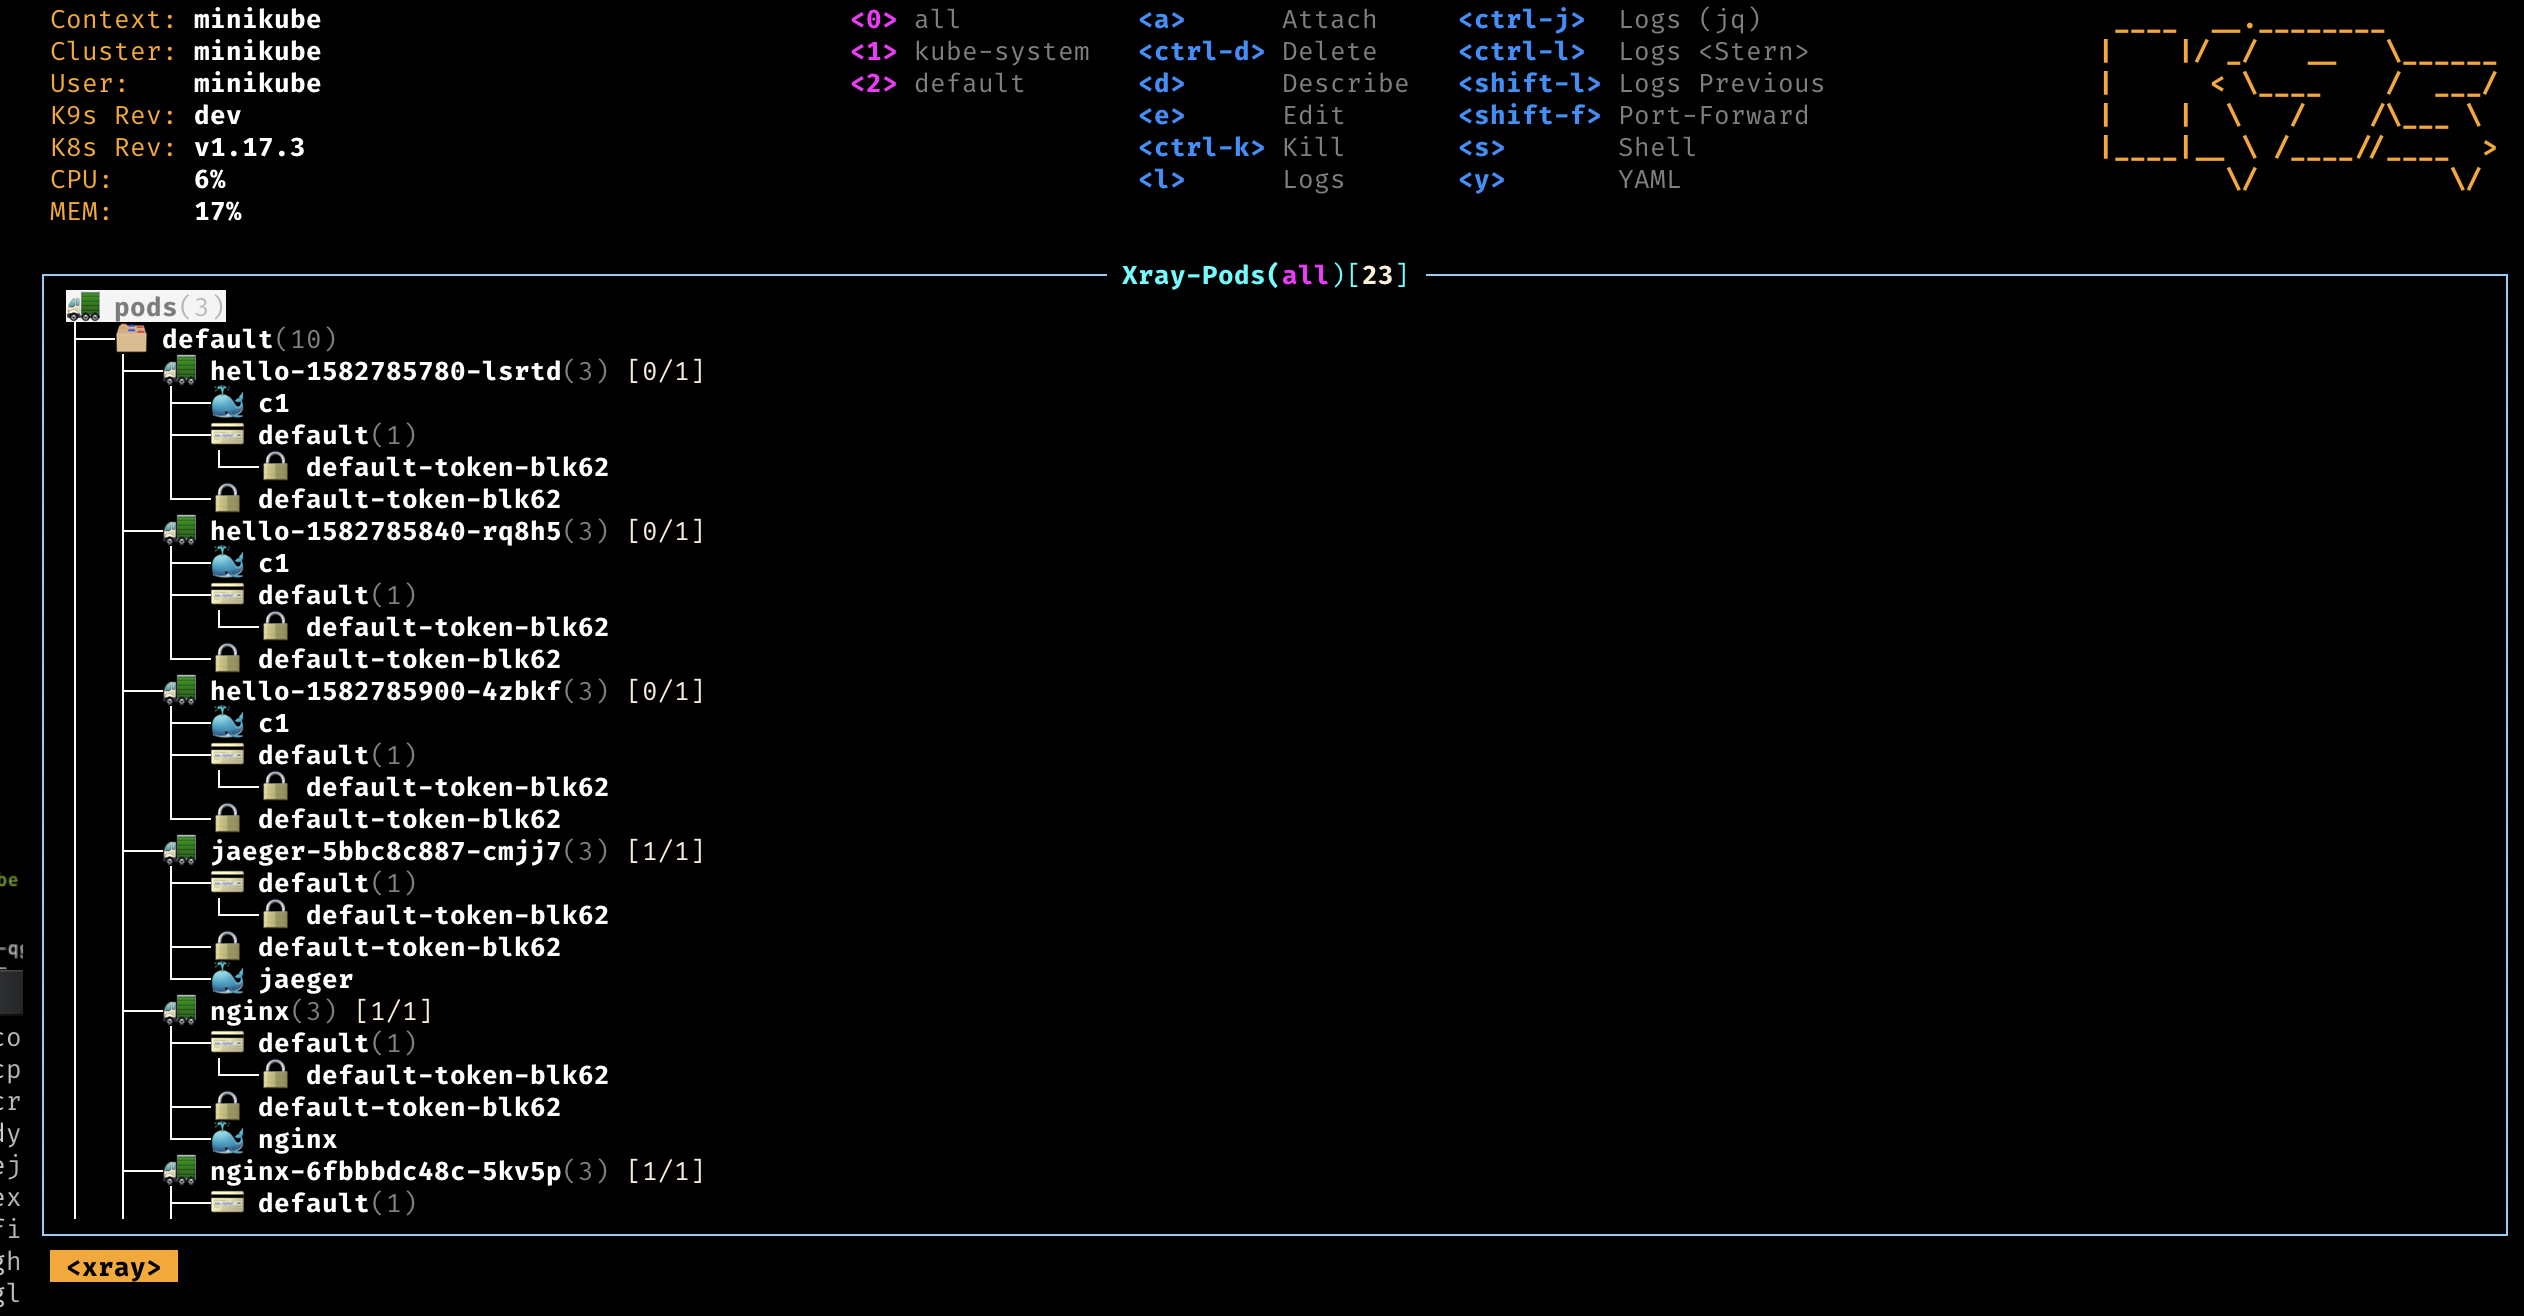 Context: minikube <0> all <a> Attach <ctrl-j> Logs (jq)
Cluster: minikube <1> kube-system <ctrl-d> Delete <ctrl-l> Logs <Stern>
User: minikube <2> default <d> Describe <shift-l> Logs Previous
K9s Rev: dev <e> Edit <shift-f> Port-Forward
K8s Rev: v1.17.3 <ctrl-k> Kill <s> Shell
CPU: 6% <l> Logs <y> YAML
MEM: 17%
K9s
Xray-Pods(all)[23]
pods(3)
default(10)
hello-1582785780-lsrtd(3) [0/1]
c1
default(1)
default-token-blk62
default-token-blk62
hello-1582785840-rq8h5(3) [0/1]
c1
default(1)
default-token-blk62
default-token-blk62
hello-1582785900-4zbkf(3) [0/1]
c1
default(1)
default-token-blk62
default-token-blk62
jaeger-5bbc8c887-cmjj7(3) [1/1]
default(1)
default-token-blk62
default-token-blk62
jaeger
nginx(3) [1/1]
default(1)
default-token-blk62
default-token-blk62
nginx
nginx-6fbbbdc48c-5kv5p(3) [1/1]
default(1)
<xray>